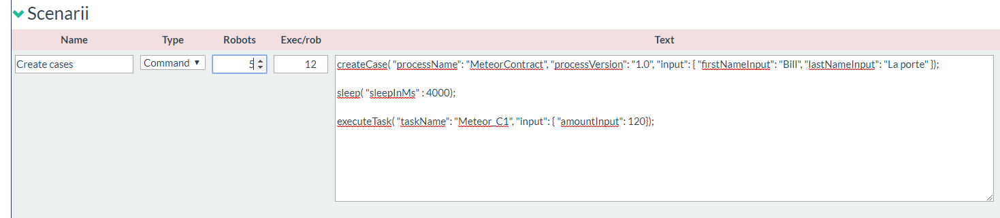 Scenarii
Name Type Robots Exec/rob Text
Create cases Command 5 12 createCase( "processName": "MeteorContract", "processVersion": "1.0", "input": { "firstNameInput": "Bill", "lastNameInput": "La porte" });
sleep( "sleepInMs" : 4000);
executeTask( "taskName": "Meteor_C1", "input": { "amountInput": 120});